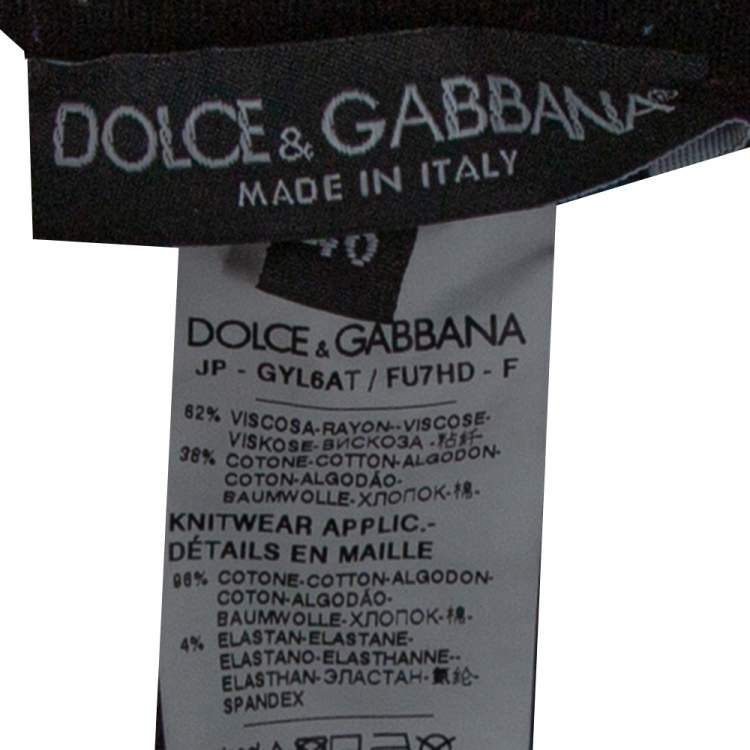 DOLCE & GABBANA
MADE IN ITALY
40
DOLCE & GABBANA
JP - GYL6AT / FU7HD - F
62% VISCOSA-RAYON--VISCOSE-
VISKOSE-ВИСКОЗА -粘纤-
38% COTONE-COTTON-ALGODON-
COTON-ALGODÃO-
BAUMWOLLE-ХЛОПОК-棉-
KNITWEAR APPLIC.-
DÉTAILS EN MAILLE
96% COTONE-COTTON-ALGODON-
COTON-ALGODÃO-
BAUMWOLLE-ХЛОПОК-棉-
4% ELASTAN-ELASTANE-
ELASTANO-ELASTHANNE--
ELASTHAN-ЭЛАСТАН-氨纶-
SPANDEX